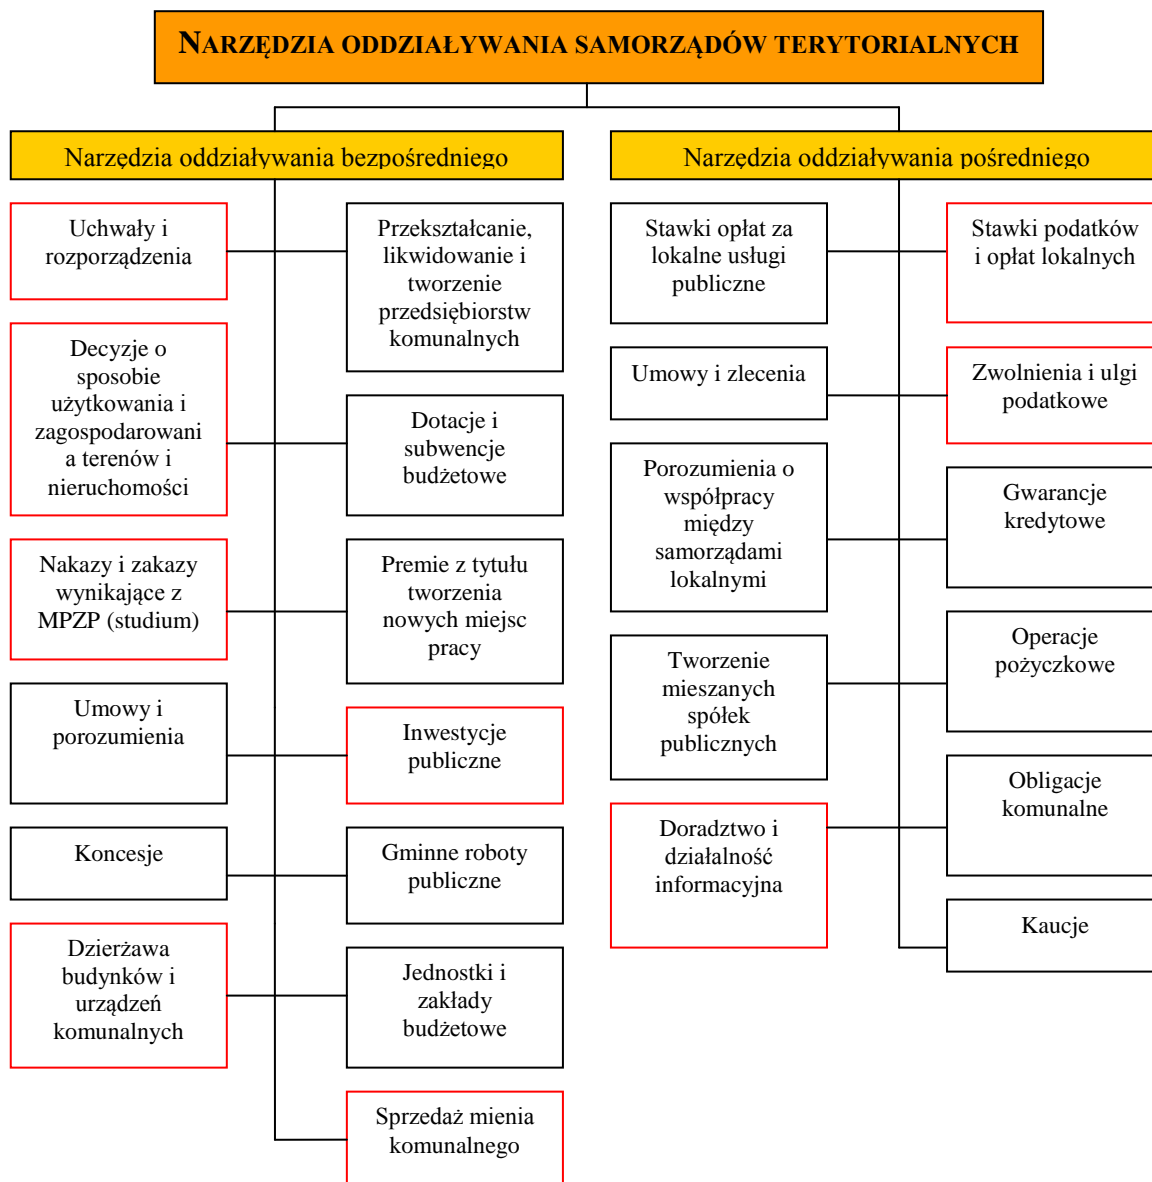 NARZĘDZIA ODDZIAŁYWANIA SAMORZĄDÓW TERYTORIALNYCH
Narzędzia oddziaływania bezpośredniego
Uchwały i
rozporządzenia
Decyzje o
sposobie
użytkowania i
zagospodarowani
a terenów i
nieruchomości
Nakazy i zakazy
wynikające z
MPZP (studium)
Umowy i
porozumienia
Koncesje
Dzierżawa
budynków i
urządzeń
komunalnych
Przekształcanie,
likwidowanie i
tworzenie
przedsiębiorstw
komunalnych
Dotacje i
subwencje
budżetowe
Premie z tytułu
tworzenia
nowych miejsc
pracy
Inwestycje
publiczne
Gminne roboty
publiczne
Jednostki i
zakłady
budżetowe
Sprzedaż mienia
komunalnego
Narzędzia oddziaływania pośredniego
Stawki opłat za
lokalne usługi
publiczne
Umowy i zlecenia
Porozumienia o
współpracy
między
samorządami
lokalnymi
Tworzenie
mieszanych
spółek
publicznych
Doradztwo i
działalność
informacyjna
Stawki podatków
i opłat lokalnych
Zwolnienia i ulgi
podatkowe
Gwarancje
kredytowe
Operacje
pożyczkowe
Obligacje
komunalne
Kaucje